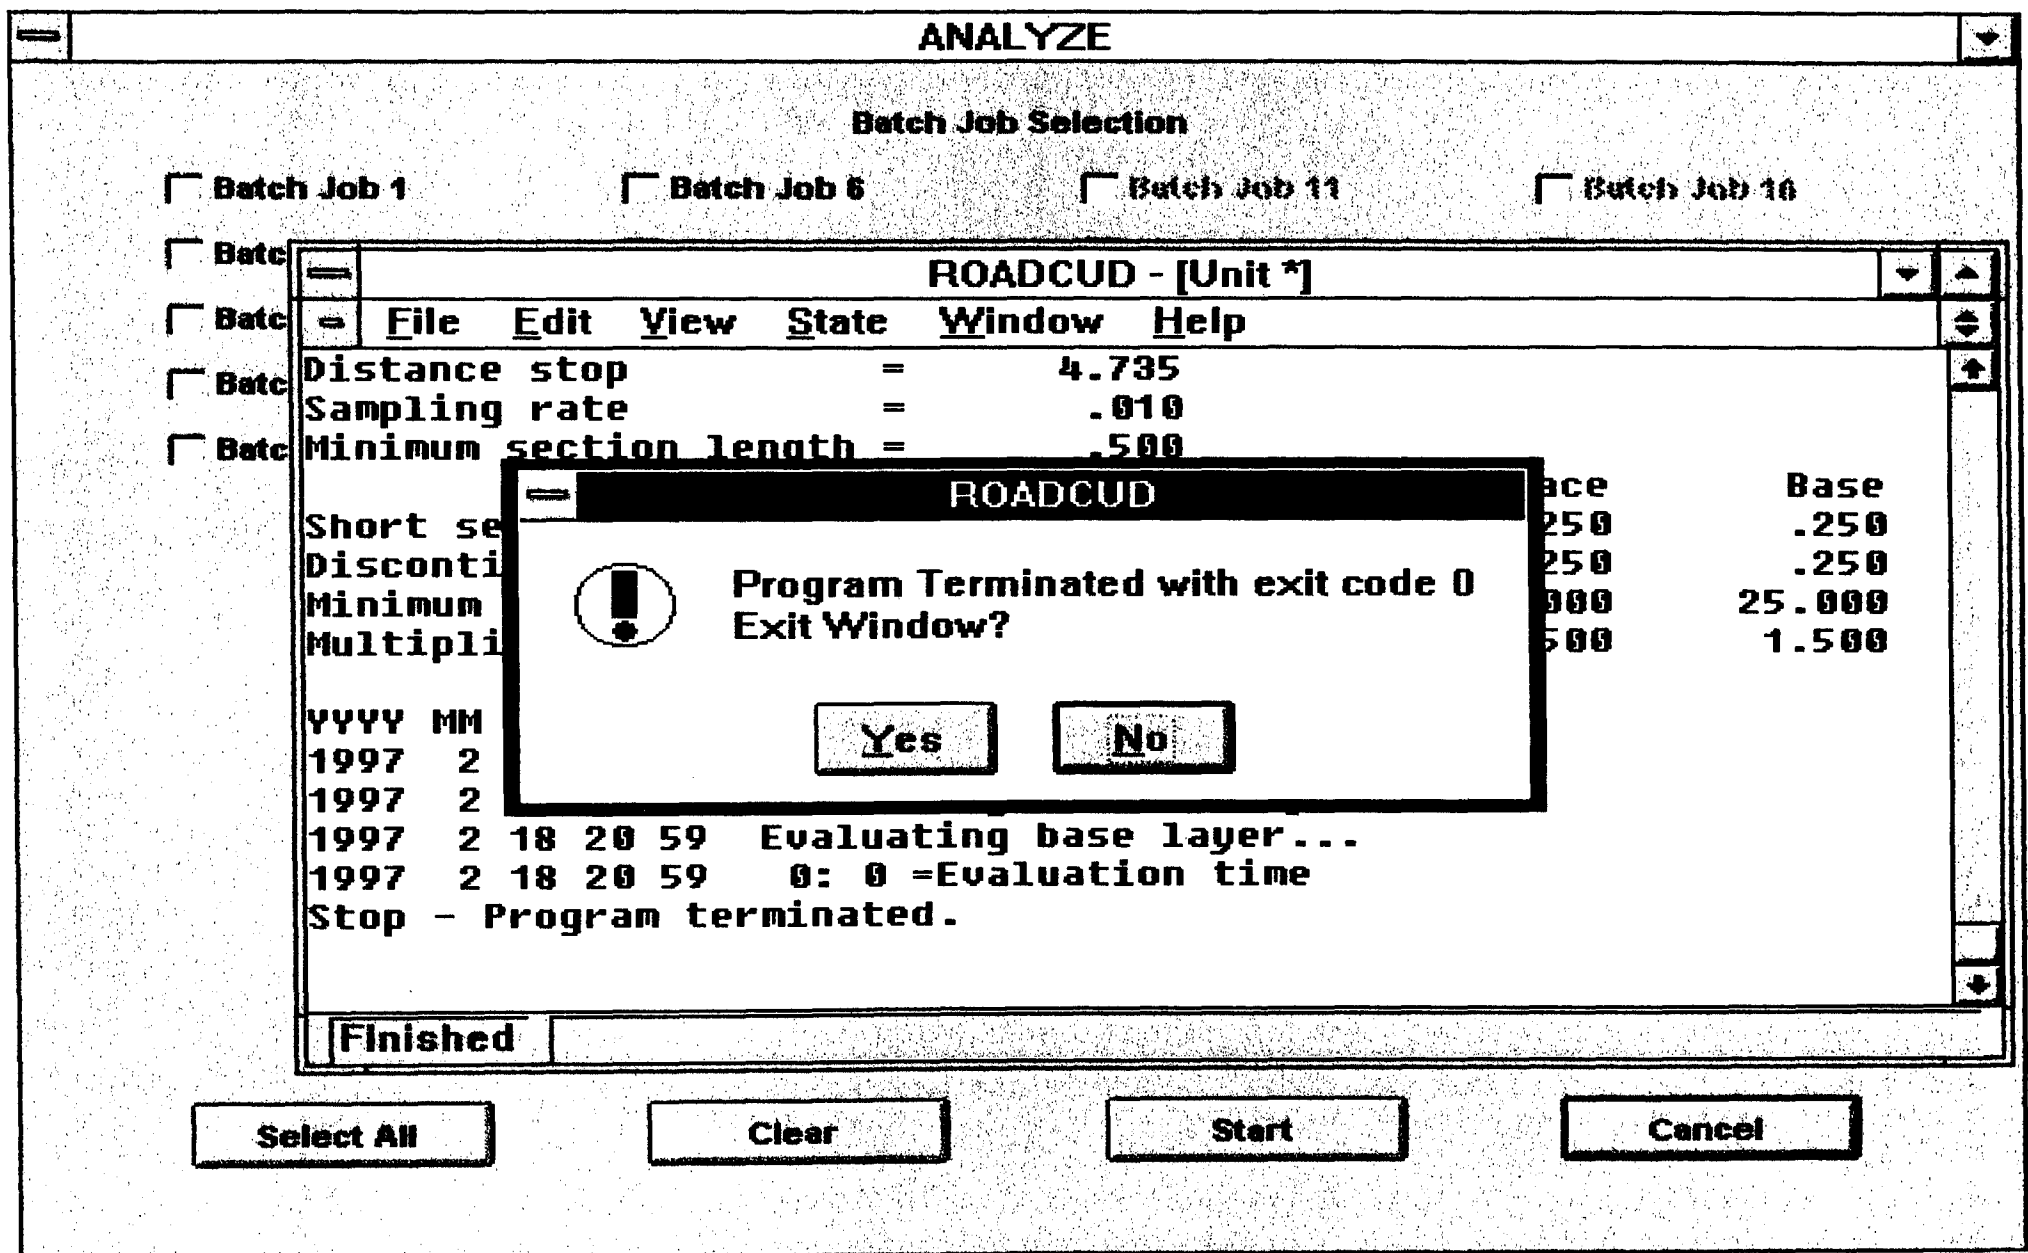 ANALYZE
Batch Job Selection
Batch Job 1 Batch Job 6 Batch Job 11 Batch Job 16
Batc
Batc
Batc
Batc
ROADCUD - [Unit *]
File Edit View State Window Help
Distance stop = 4.735
Sampling rate = .010
Minimum section length = .500
ace Base
Short se 250 .250
Disconti 250 .250
Minimum 000 25.000
Multipli 500 1.500
YYYY MM
1997 2
1997 2
1997 2 18 20 59 Evaluating base layer...
1997 2 18 20 59 0: 0 =Evaluation time
Stop - Program terminated.
Finished
ROADCUD
Program Terminated with exit code 0
Exit Window?
Yes No
Select All Clear Start Cancel